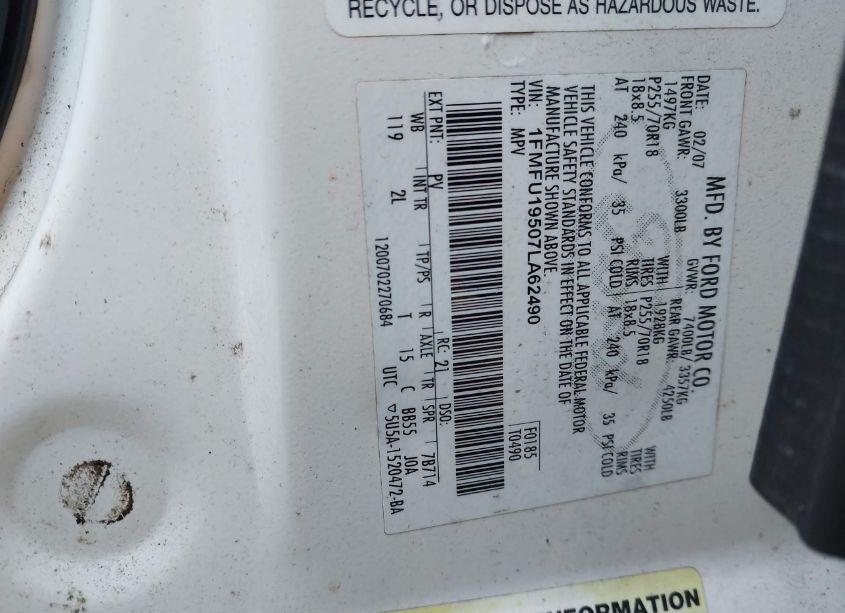 RECYCLE, OR DISPOSE AS HAZARDOUS WASTE.
MFD. BY FORD MOTOR CO.
DATE: 02/07 GVWR: 7400LB/ 3357KG
FRONT GAWR: 3300LB REAR GAWR: 4250LB
1497KG WITH 1928KG WITH
P255/70R18 TIRES P255/70R18 TIRES
18x8.5 RIMS 18x8.5 RIMS
AT 240 kPa/ 35 PSI COLD AT 240 kPa/ 35 PSI COLD
THIS VEHICLE CONFORMS TO ALL APPLICABLE FEDERAL MOTOR
VEHICLE SAFETY STANDARDS IN EFFECT ON THE DATE OF
MANUFACTURE SHOWN ABOVE.
VIN: 1FMFU19507LA62490
TYPE: MPV
F0185
T0490
EXT PNT: PV RC: 21 DSO:
WB INT TR TP/PS R AXLE TR SPR 7B714
119 2L T 15 C BB55 J0A
1200702270684 UTC ▽5U5A-1520472-BA
INFORMATION